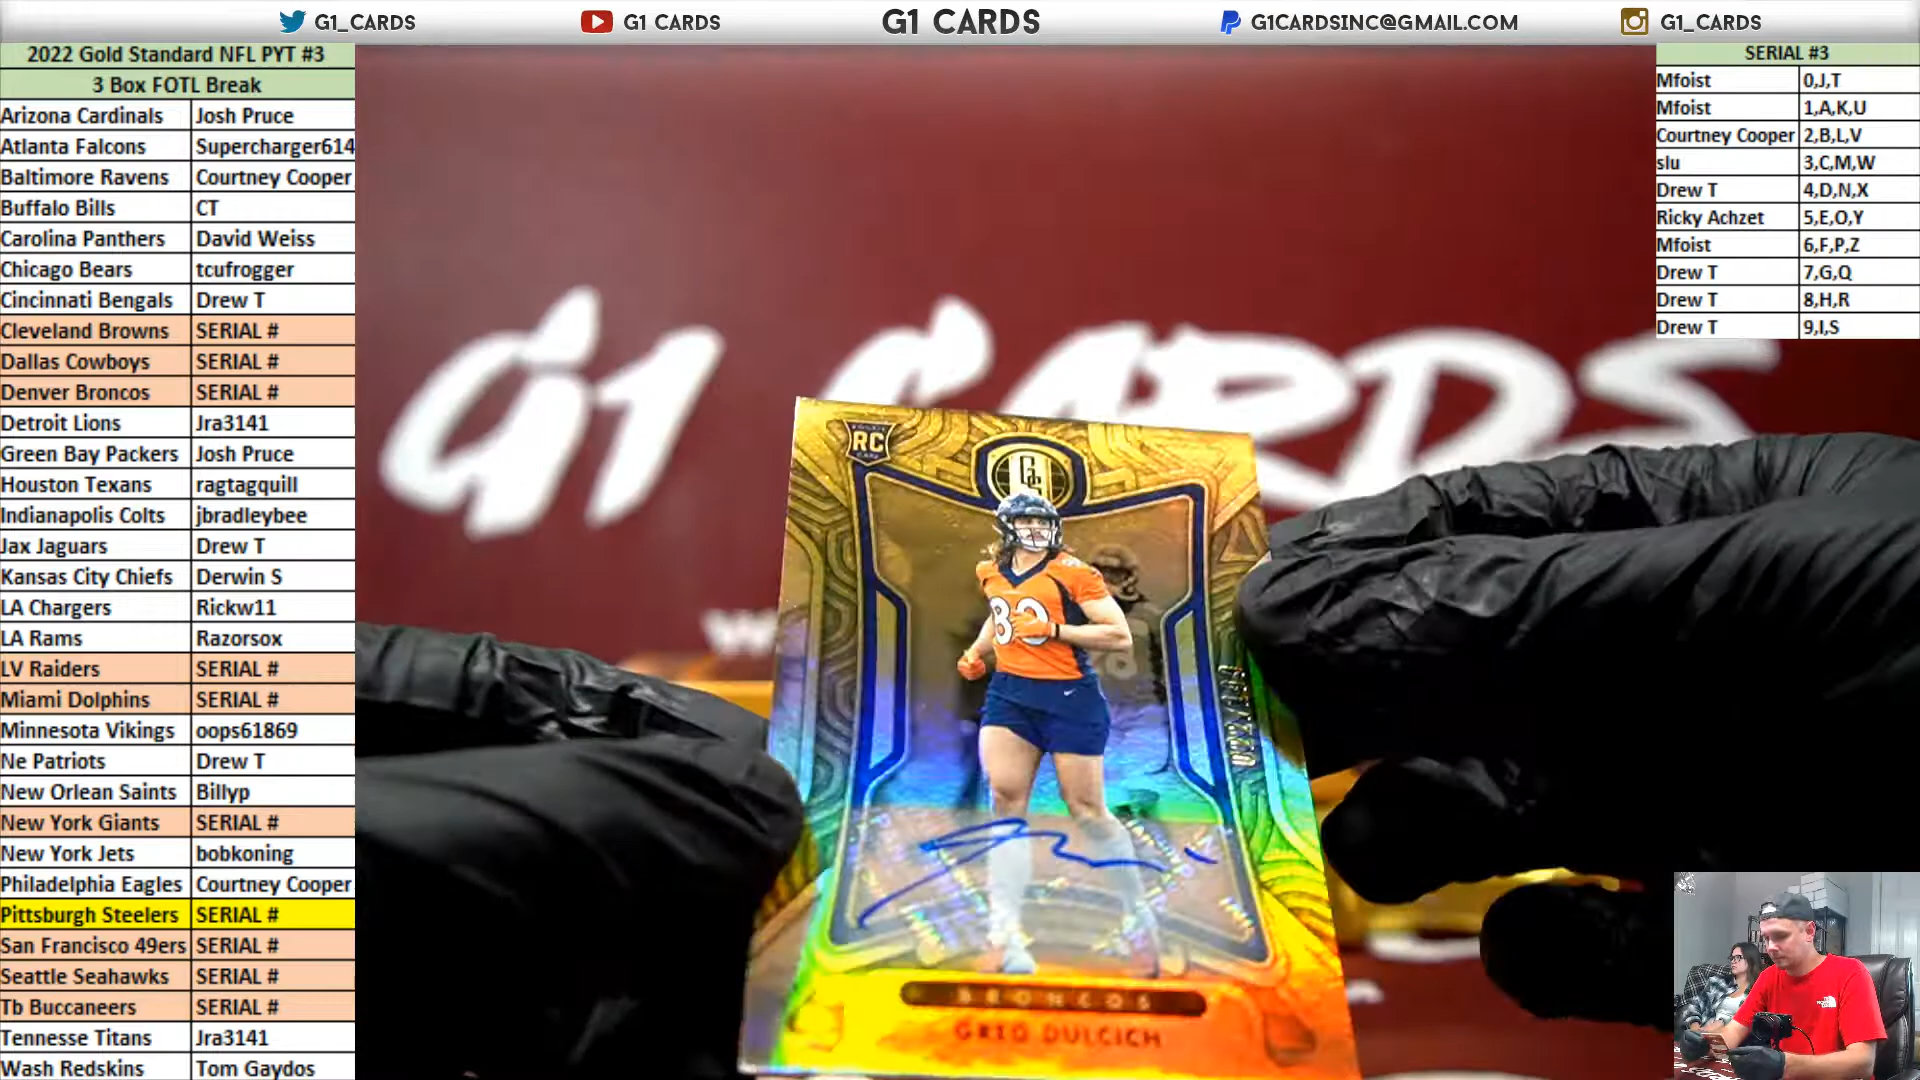 G1_CARDS G1 CARDS G1 CARDS G1CARDSINC@GMAIL.COM G1_CARDS
2022 Gold Standard NFL PYT #3
3 Box FOTL Break
Arizona Cardinals Josh Pruce
Atlanta Falcons Supercharger614
Baltimore Ravens Courtney Cooper
Buffalo Bills CT
Carolina Panthers David Weiss
Chicago Bears tcufrogger
Cincinnati Bengals Drew T
Cleveland Browns SERIAL #
Dallas Cowboys SERIAL #
Denver Broncos SERIAL #
Detroit Lions Jra3141
Green Bay Packers Josh Pruce
Houston Texans ragtagquill
Indianapolis Colts jbradleybee
Jax Jaguars Drew T
Kansas City Chiefs Derwin S
LA Chargers Rickw11
LA Rams Razorsox
LV Raiders SERIAL #
Miami Dolphins SERIAL #
Minnesota Vikings oops61869
Ne Patriots Drew T
New Orlean Saints Billyp
New York Giants SERIAL #
New York Jets bobkoning
Philadelphia Eagles Courtney Cooper
Pittsburgh Steelers SERIAL #
San Francisco 49ers SERIAL #
Seattle Seahawks SERIAL #
Tb Buccaneers SERIAL #
Tennesse Titans Jra3141
Wash Redskins Tom Gaydos
SERIAL #3
Mfoist 0,J,T
Mfoist 1,A,K,U
Courtney Cooper 2,B,L,V
slu 3,C,M,W
Drew T 4,D,N,X
Ricky Achzet 5,E,O,Y
Mfoist 6,F,P,Z
Drew T 7,G,Q
Drew T 8,H,R
Drew T 9,I,S
G1 CARDS
RC
GS
80
BRONCOS
GREG DULCICH